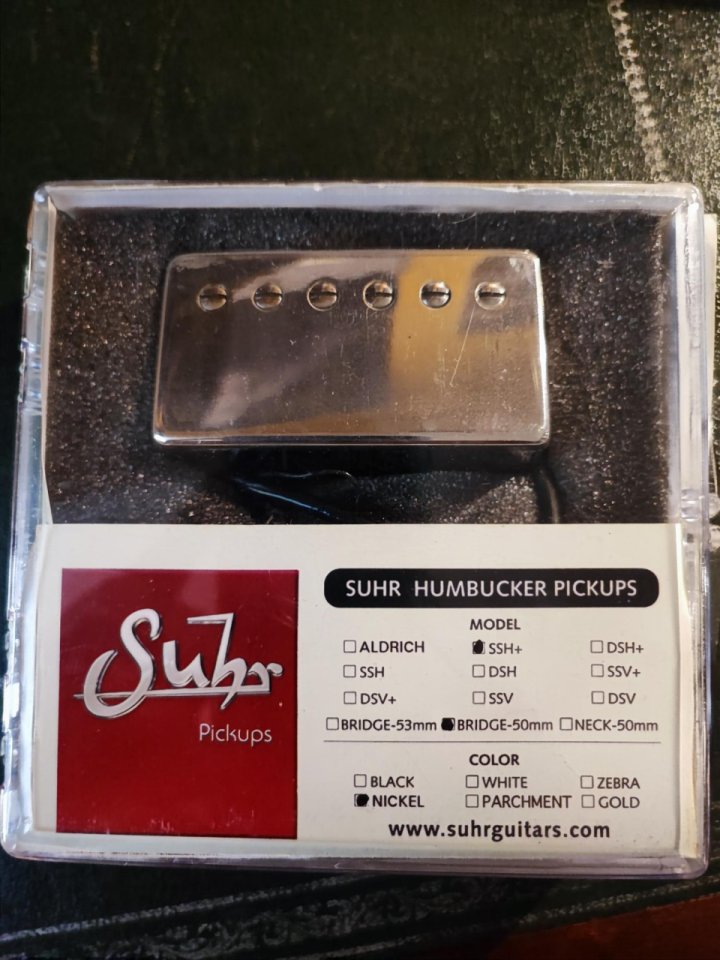 Suhr
Pickups
SUHR HUMBUCKER PICKUPS
MODEL
ALDRICH SSH+ DSH+
SSH DSH SSV+
DSV+ SSV DSV
BRIDGE-53mm BRIDGE-50mm NECK-50mm
COLOR
BLACK WHITE ZEBRA
NICKEL PARCHMENT GOLD
www.suhrguitars.com